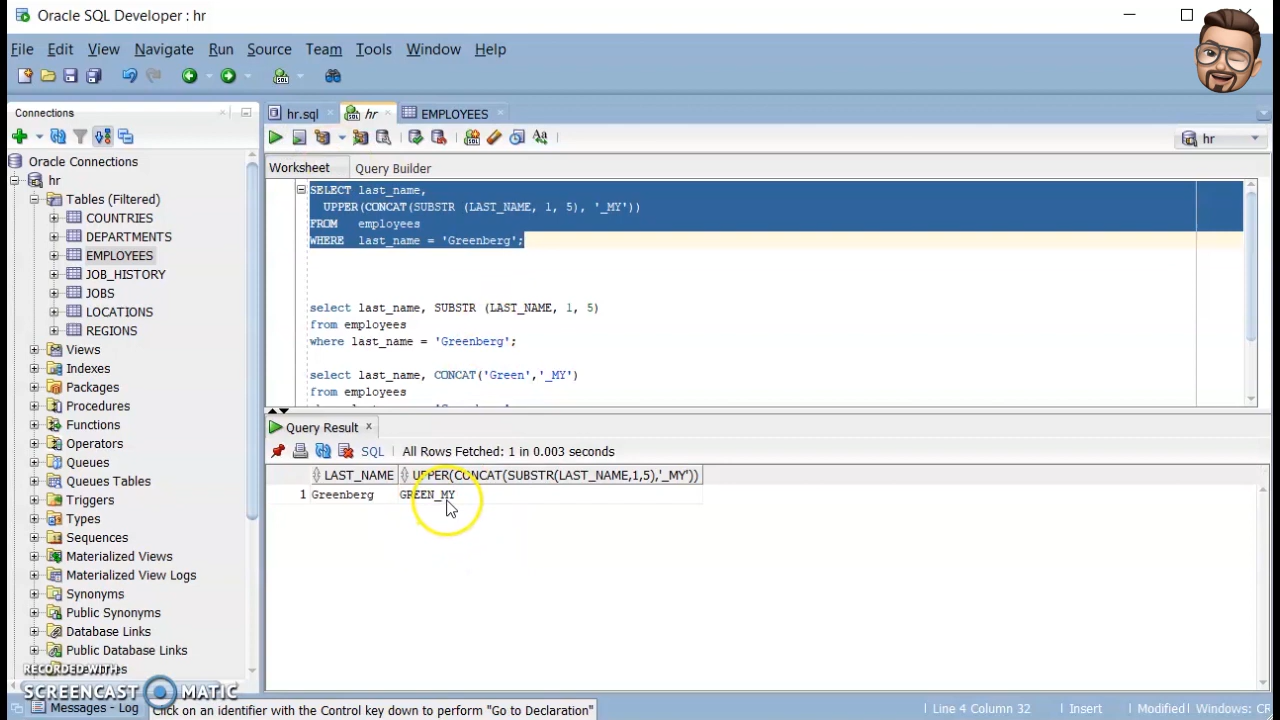 Oracle SQL Developer : hr
File Edit View Navigate Run Source Team Tools Window Help
Connections
hr.sql
hr
EMPLOYEES
hr
Worksheet
Query Builder
Oracle Connections
hr
Tables (Filtered)
COUNTRIES
DEPARTMENTS
EMPLOYEES
JOB_HISTORY
JOBS
LOCATIONS
REGIONS
Views
Indexes
Packages
Procedures
Functions
Operators
Queues
Queues Tables
Triggers
Types
Sequences
Materialized Views
Materialized View Logs
Synonyms
Public Synonyms
Database Links
Public Database Links
SELECT last_name,
UPPER(CONCAT(SUBSTR (LAST_NAME, 1, 5), '_MY'))
FROM employees
WHERE last_name = 'Greenberg';
select last_name, SUBSTR (LAST_NAME, 1, 5)
from employees
where last_name = 'Greenberg';
select last_name, CONCAT('Green','_MY')
from employees
Query Result
SQL
All Rows Fetched: 1 in 0.003 seconds
LAST_NAME UPPER(CONCAT(SUBSTR(LAST_NAME,1,5),'_MY'))
1 Greenberg GREEN_MY
RECORDED WITH
SCREENCAST MATIC
Messages - Log
Click on an identifier with the Control key down to perform "Go to Declaration"
Line 4 Column 32
Insert
Modified
Windows: CR